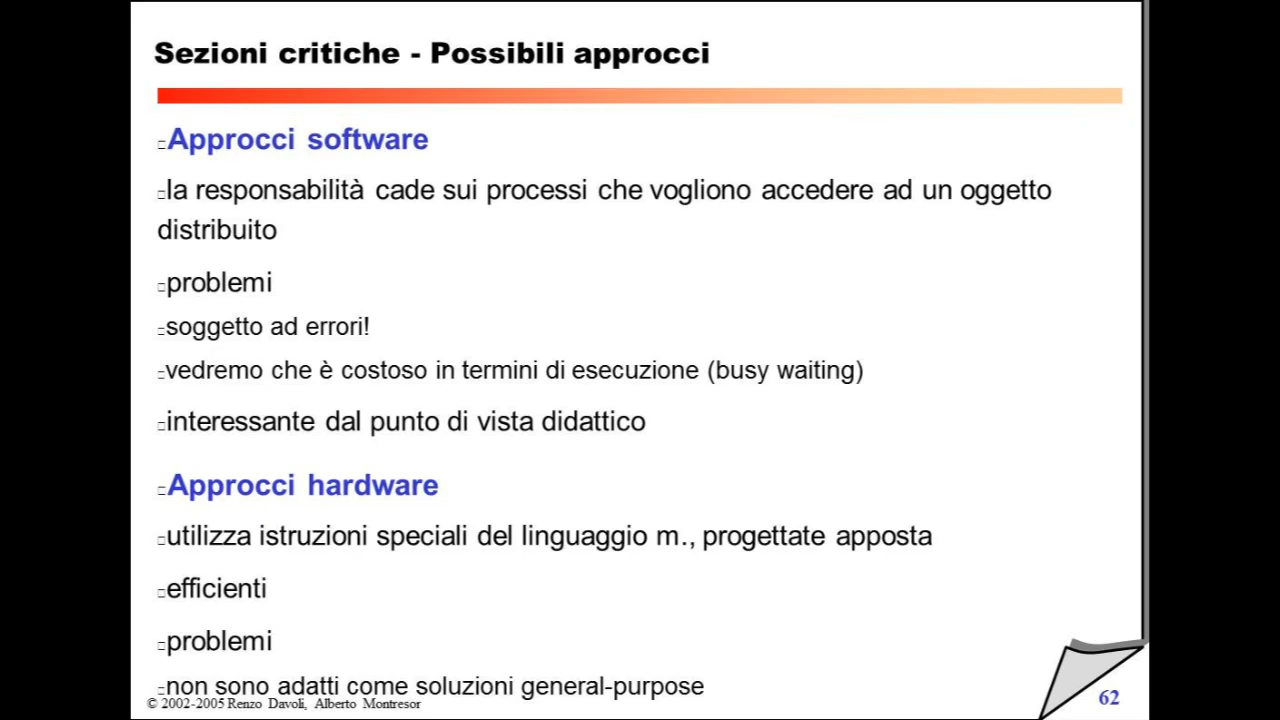 Sezioni critiche - Possibili approcci
Approcci software
la responsabilità cade sui processi che vogliono accedere ad un oggetto
distribuito
problemi
soggetto ad errori!
vedremo che è costoso in termini di esecuzione (busy waiting)
interessante dal punto di vista didattico
Approcci hardware
utilizza istruzioni speciali del linguaggio m., progettate apposta
efficienti
problemi
non sono adatti come soluzioni general-purpose
© 2002-2005 Renzo Davoli, Alberto Montresor
62